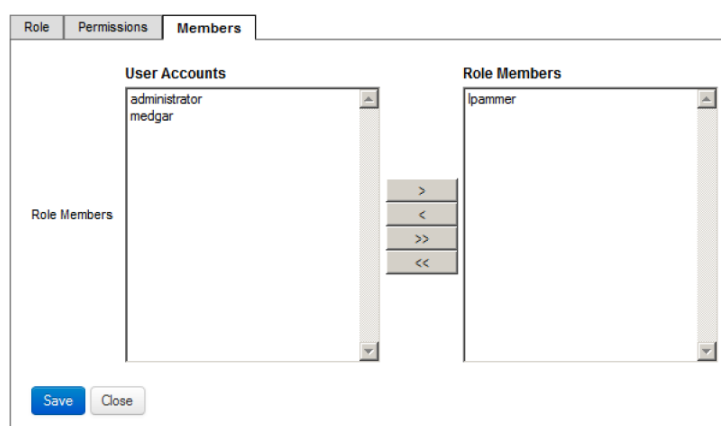 Role Permissions Members
User Accounts Role Members
administrator lpammer
medgar
>
Role Members <
>>
<<
Save Close